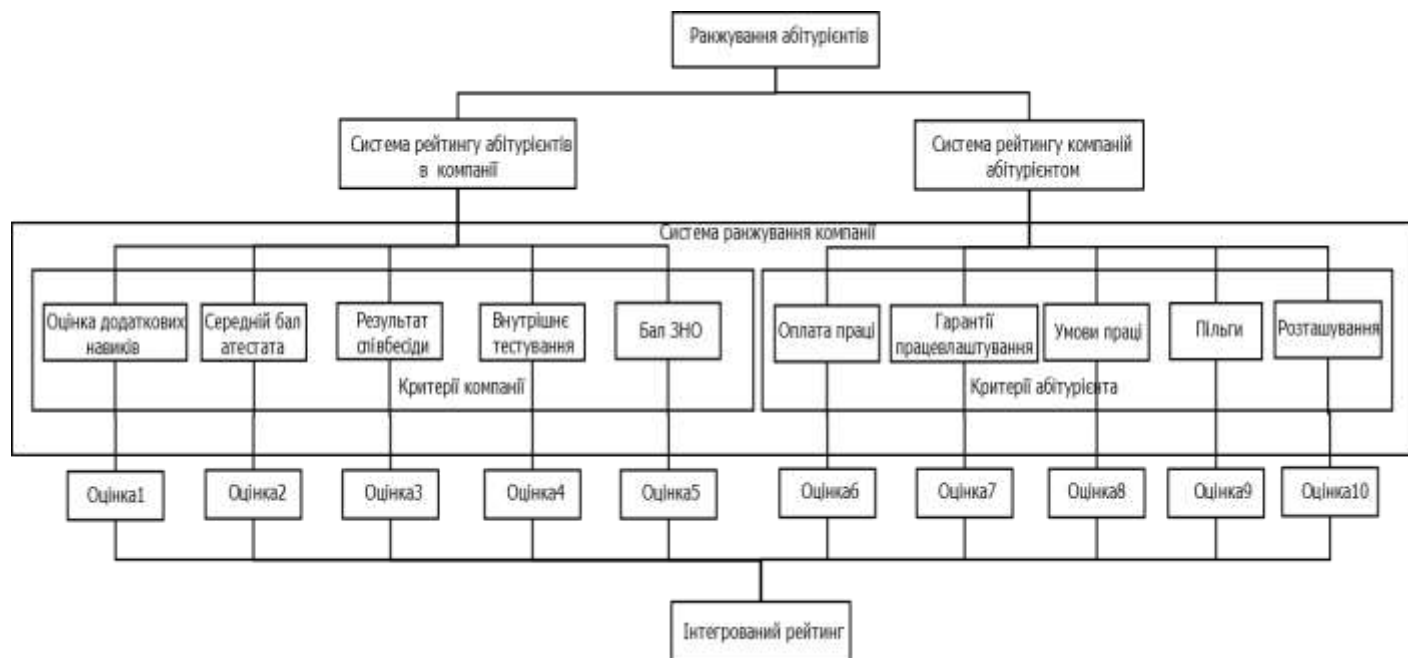 Ранжування абітурієнтів
Система рейтингу абітурієнтів
в компанії
Система рейтингу компаній
абітурієнтом
Система ранжування компанії
Оцінка додаткових
навиків
Середній бал
атестата
Результат
співбесіди
Внутрішнє
тестування
Бал ЗНО
Оплата праці
Гарантії
працевлаштування
Умови праці
Пільги
Розташування
Критерії компанії
Критерії абітурієнта
Оцінка1
Оцінка2
Оцінка3
Оцінка4
Оцінка5
Оцінка6
Оцінка7
Оцінка8
Оцінка9
Оцінка10
Інтегрований рейтинг